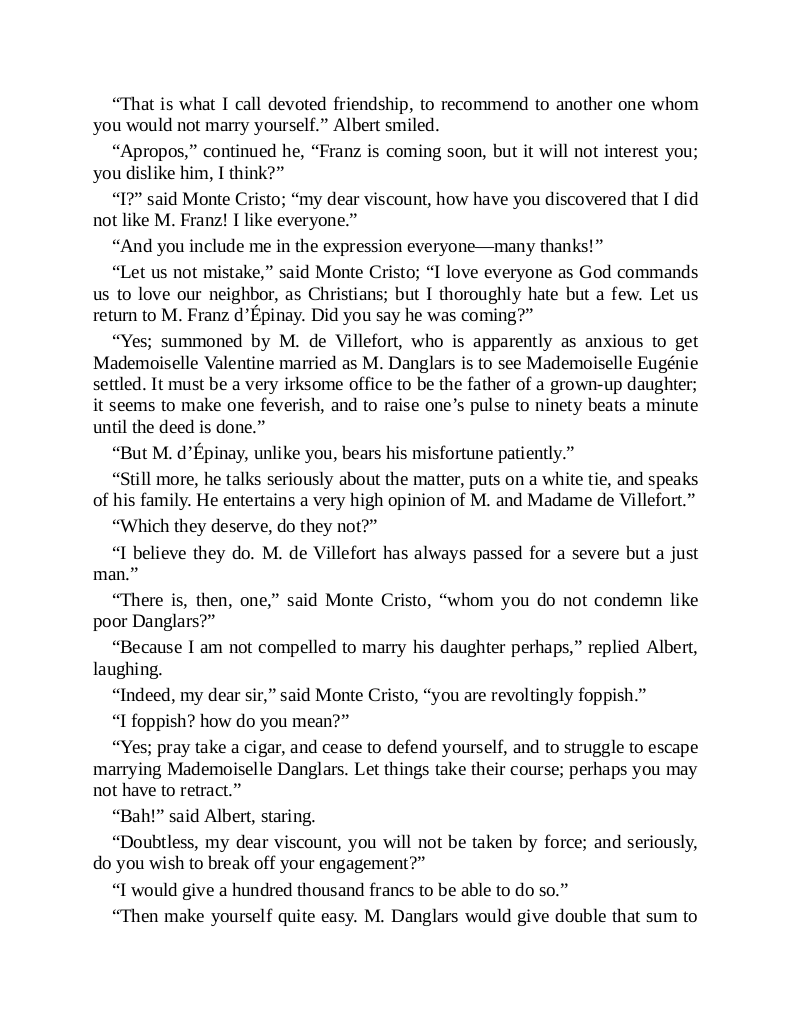 “That is what I call devoted friendship, to recommend to another one whom
you would not marry yourself.” Albert smiled.
“Apropos,” continued he, “Franz is coming soon, but it will not interest you;
you dislike him, I think?”
“I?” said Monte Cristo; “my dear viscount, how have you discovered that I did
not like M. Franz! I like everyone.”
“And you include me in the expression everyone—many thanks!”
“Let us not mistake,” said Monte Cristo; “I love everyone as God commands
us to love our neighbor, as Christians; but I thoroughly hate but a few. Let us
return to M. Franz d’Épinay. Did you say he was coming?”
“Yes; summoned by M. de Villefort, who is apparently as anxious to get
Mademoiselle Valentine married as M. Danglars is to see Mademoiselle Eugénie
settled. It must be a very irksome office to be the father of a grown-up daughter;
it seems to make one feverish, and to raise one’s pulse to ninety beats a minute
until the deed is done.”
“But M. d’Épinay, unlike you, bears his misfortune patiently.”
“Still more, he talks seriously about the matter, puts on a white tie, and speaks
of his family. He entertains a very high opinion of M. and Madame de Villefort.”
“Which they deserve, do they not?”
“I believe they do. M. de Villefort has always passed for a severe but a just
man.”
“There is, then, one,” said Monte Cristo, “whom you do not condemn like
poor Danglars?”
“Because I am not compelled to marry his daughter perhaps,” replied Albert,
laughing.
“Indeed, my dear sir,” said Monte Cristo, “you are revoltingly foppish.”
“I foppish? how do you mean?”
“Yes; pray take a cigar, and cease to defend yourself, and to struggle to escape
marrying Mademoiselle Danglars. Let things take their course; perhaps you may
not have to retract.”
“Bah!” said Albert, staring.
“Doubtless, my dear viscount, you will not be taken by force; and seriously,
do you wish to break off your engagement?”
“I would give a hundred thousand francs to be able to do so.”
“Then make yourself quite easy. M. Danglars would give double that sum to